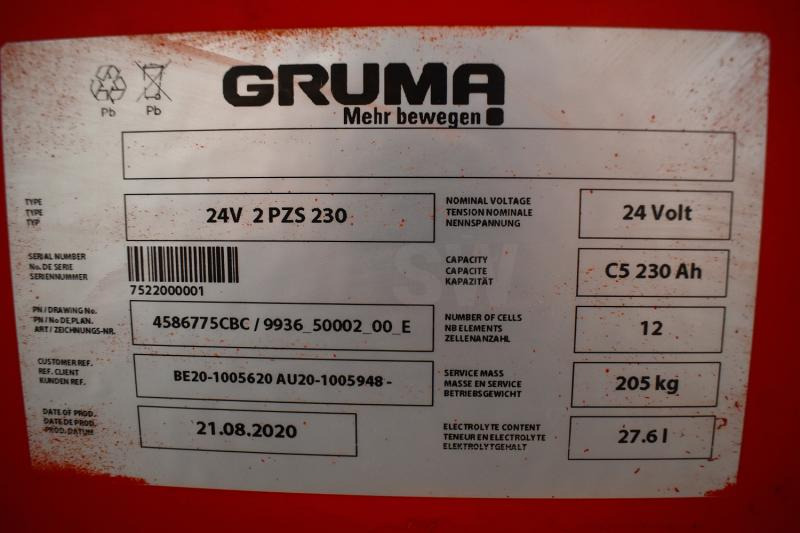 GRUMA
Mehr bewegen!
Pb Pb
TYPE
TYPE
TYP
24V 2 PZS 230
NOMINAL VOLTAGE
TENSION NOMINALE
NENNSPANNUNG
24 Volt
SERIAL NUMBER
No. DE SERIE
SERIENNUMMER
7522000001
CAPACITY
CAPACITE
KAPAZITÄT
C5 230 Ah
PN / DRAWING No.
PN / No DE PLAN.
ART / ZEICHNUNGS-NR.
4586775CBC / 9936_50002_00_E
NUMBER OF CELLS
NB ELEMENTS
ZELLENANZAHL
12
CUSTOMER REF.
REF. CLIENT
KUNDEN REF.
BE20-1005620 AU20-1005948 -
SERVICE MASS
MASSE EN SERVICE
BETRIEBSGEWICHT
205 kg
DATE OF PROD.
DATE DE PROD.
PROD. DATUM
21.08.2020
ELECTROLYTE CONTENT
TENEUR EN ELECTROLYTE
ELEKTROLYTGEHALT
27.6 l
SW